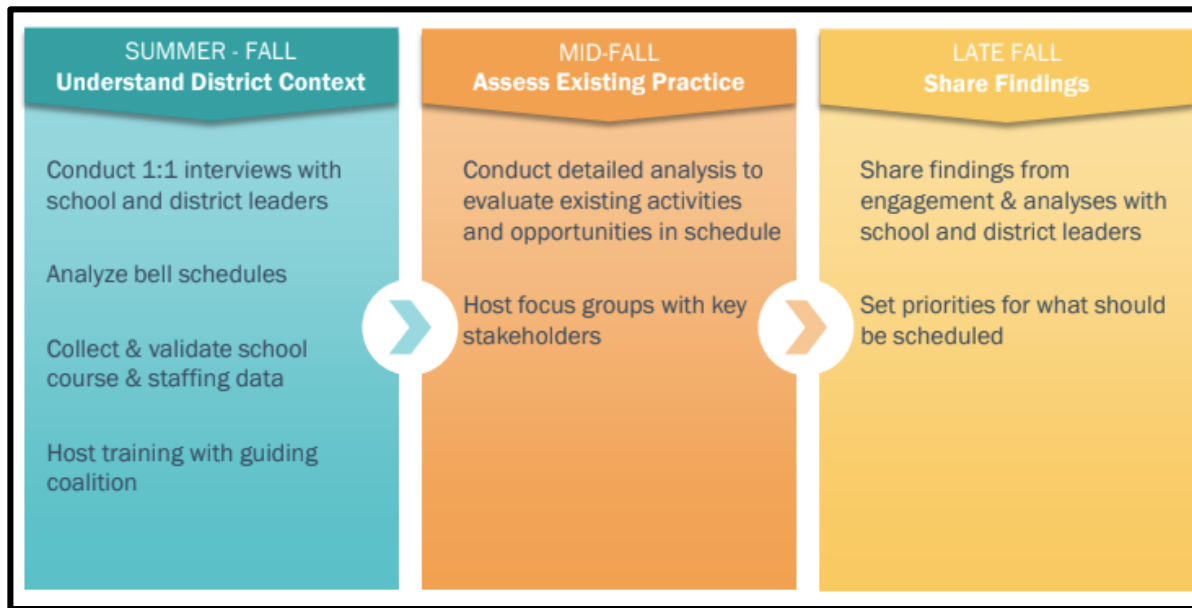 SUMMER - FALL
Understand District Context
Conduct 1:1 interviews with
school and district leaders
Analyze bell schedules
Collect & validate school
course & staffing data
Host training with guiding
coalition
MID-FALL
Assess Existing Practice
Conduct detailed analysis to
evaluate existing activities
and opportunities in schedule
Host focus groups with key
stakeholders
LATE FALL
Share Findings
Share findings from
engagement & analyses with
school and district leaders
Set priorities for what should
be scheduled